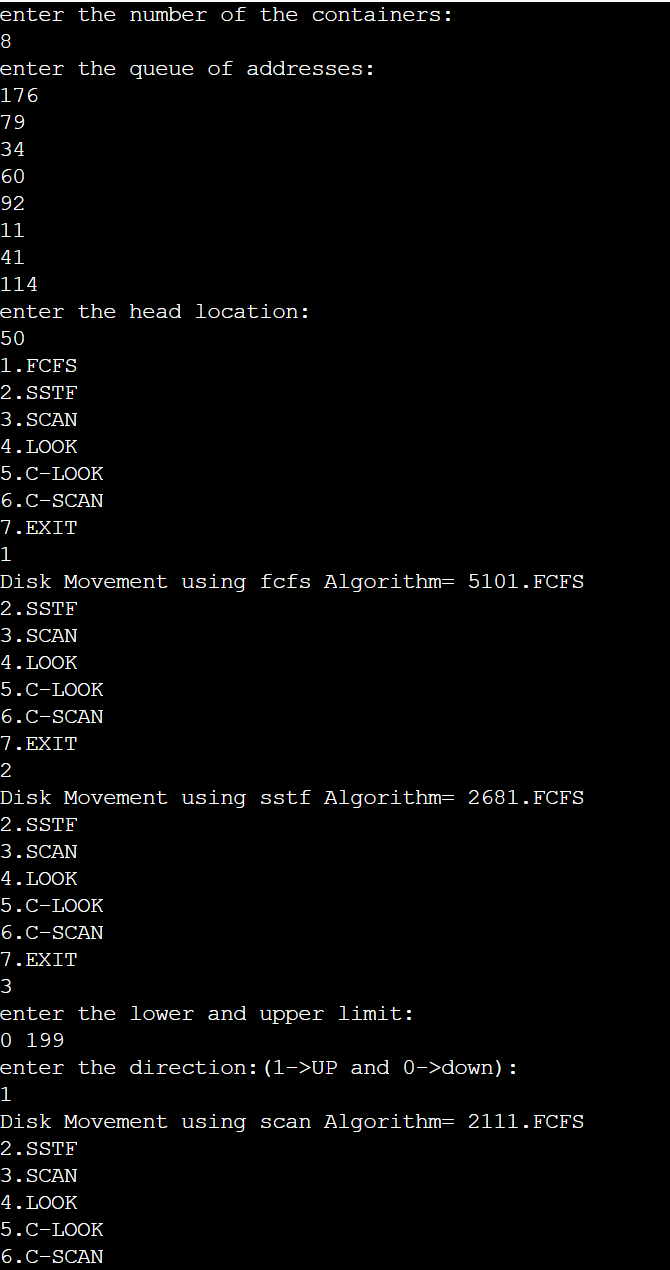 enter the number of the containers:
8
enter the queue of addresses:
176
79
34
60
92
11
41
114
enter the head location:
50
1.FCFS
2.SSTF
3.SCAN
4.LOOK
5.C-LOOK
6.C-SCAN
7.EXIT
1
Disk Movement using fcfs Algorithm= 5101.FCFS
2.SSTF
3.SCAN
4.LOOK
5.C-LOOK
6.C-SCAN
7.EXIT
2
Disk Movement using sstf Algorithm= 2681.FCFS
2.SSTF
3.SCAN
4.LOOK
5.C-LOOK
6.C-SCAN
7.EXIT
3
enter the lower and upper limit:
0 199
enter the direction:(1->UP and 0->down):
1
Disk Movement using scan Algorithm= 2111.FCFS
2.SSTF
3.SCAN
4.LOOK
5.C-LOOK
6.C-SCAN